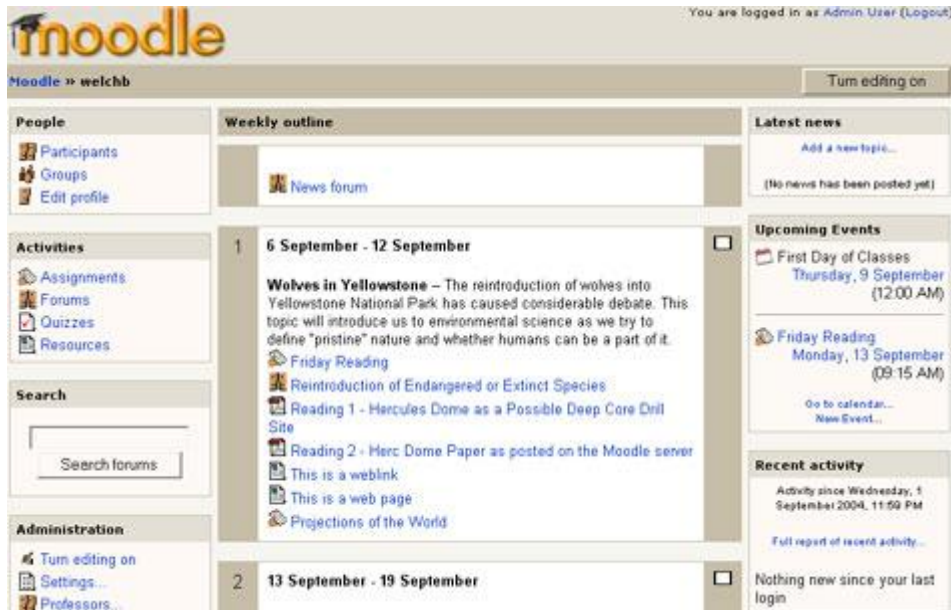 moodle
You are logged in as Admin User (Logout)
Moodle » welchb
Turn editing on
People
Participants
Groups
Edit profile
Activities
Assignments
Forums
Quizzes
Resources
Search
Search forums
Administration
Turn editing on
Settings...
Professors...
Weekly outline
News forum
1
6 September - 12 September
Wolves in Yellowstone – The reintroduction of wolves into
Yellowstone National Park has caused considerable debate. This
topic will introduce us to environmental science as we try to
define "pristine" nature and whether humans can be a part of it.
Friday Reading
Reintroduction of Endangered or Extinct Species
Reading 1 - Hercules Dome as a Possible Deep Core Drill
Site
Reading 2 - Herc Dome Paper as posted on the Moodle server
This is a weblink
This is a web page
Projections of the World
2
13 September - 19 September
Latest news
Add a new topic...
(No news has been posted yet)
Upcoming Events
First Day of Classes
Thursday, 9 September
(12:00 AM)
Friday Reading
Monday, 13 September
(09:15 AM)
Go to calendar...
New Event...
Recent activity
Activity since Wednesday, 1
September 2004, 11:59 PM
Full report of recent activity...
Nothing new since your last
login